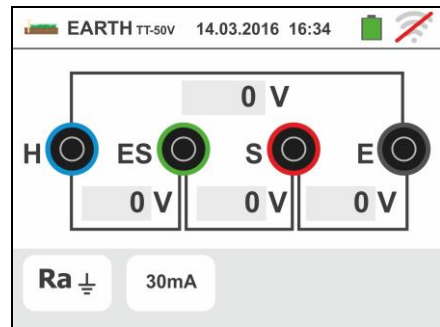 EARTH TT-50V 14.03.2016 16:34
0 V
H ES S E
0 V 0 V 0 V
Ra 30mA